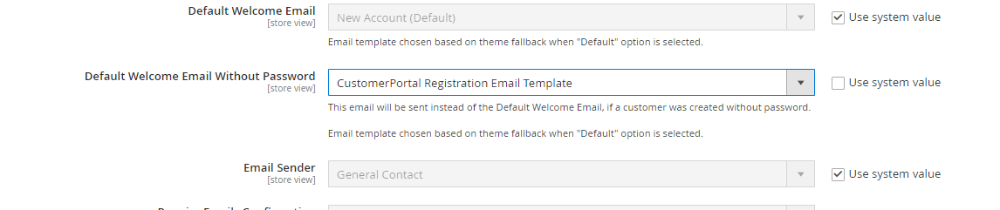 Default Welcome Email
[store view]
New Account (Default)
Use system value
Email template chosen based on theme fallback when "Default" option is selected.
Default Welcome Email Without Password
[store view]
CustomerPortal Registration Email Template
Use system value
This email will be sent instead of the Default Welcome Email, if a customer was created without password.
Email template chosen based on theme fallback when "Default" option is selected.
Email Sender
[store view]
General Contact
Use system value